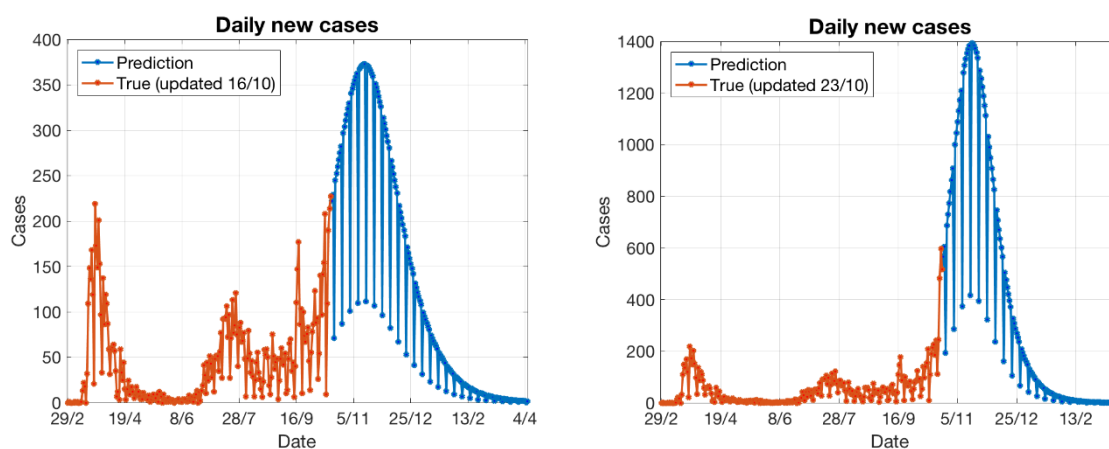 Daily new cases
400
350
300
250
200
150
100
50
0
Cases
Prediction
True (updated 16/10)
29/2 19/4 8/6 28/7 16/9 5/11 25/12 13/2 4/4
Date
Daily new cases
1400
1200
1000
800
600
400
200
0
Cases
Prediction
True (updated 23/10)
29/2 19/4 8/6 28/7 16/9 5/11 25/12 13/2
Date